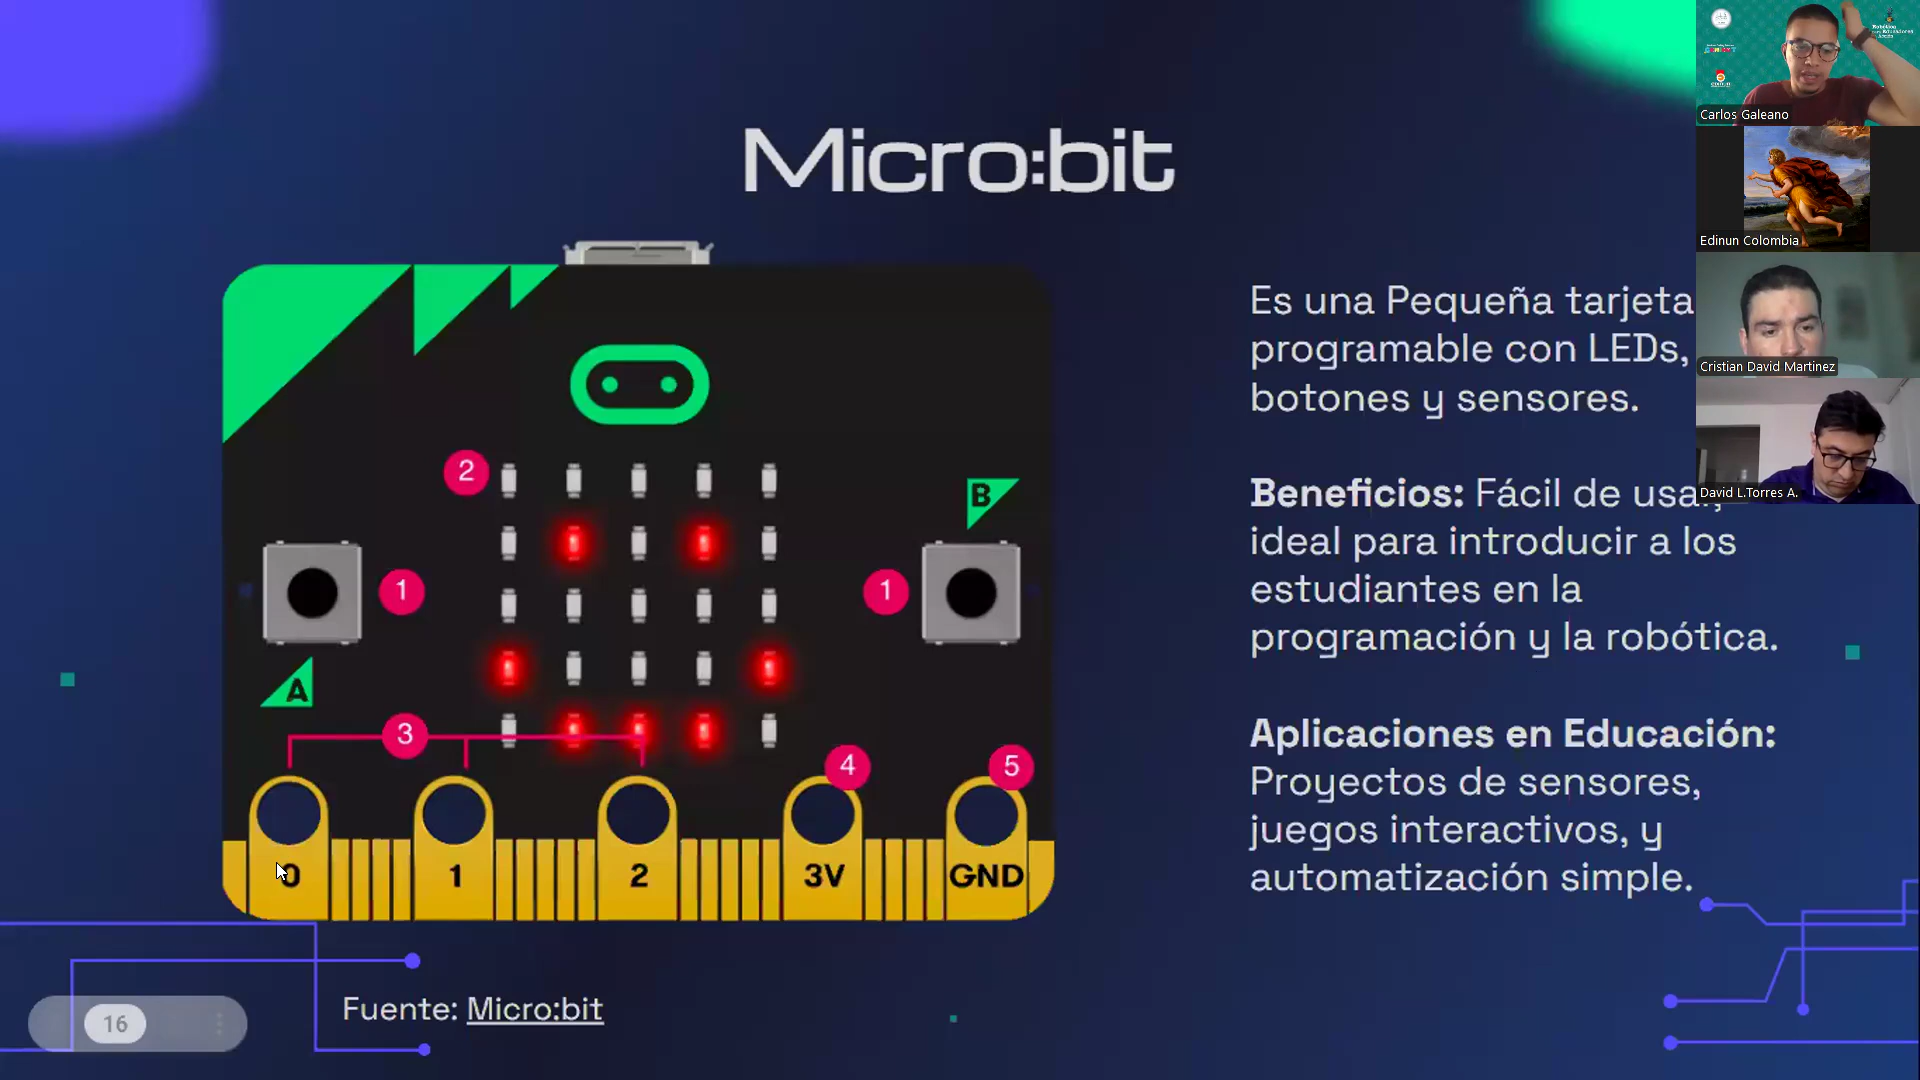 Micro:bit
Es una Pequeña tarjeta
programable con LEDs,
botones y sensores.
Beneficios: Fácil de usar,
ideal para introducir a los
estudiantes en la
programación y la robótica.
Aplicaciones en Educación:
Proyectos de sensores,
juegos interactivos, y
automatización simple.
2
B
1
1
A
3
4
5
0
1
2
3V
GND
Fuente: Micro:bit
16
Carlos Galeano
Edinun Colombia
Cristian David Martinez
David L.Torres A.